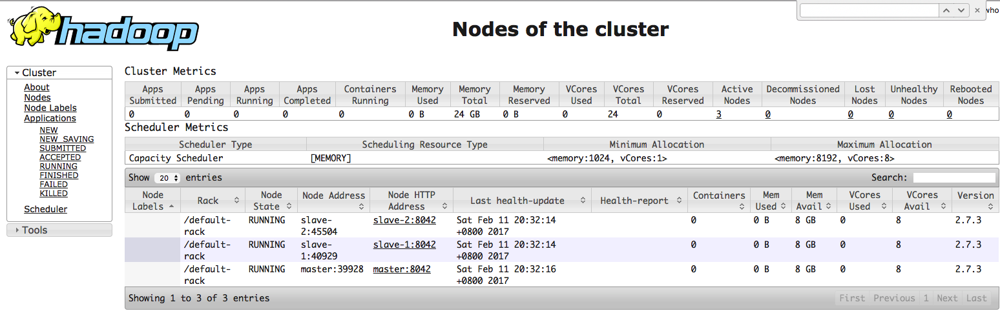 who
hadoop
Nodes of the cluster
Cluster
About
Nodes
Node Labels
Applications
NEW
NEW_SAVING
SUBMITTED
ACCEPTED
RUNNING
FINISHED
FAILED
KILLED
Scheduler
Tools
Cluster Metrics
Apps Apps Apps Apps Containers Memory Memory Memory VCores VCores VCores Active Decommissioned Lost Unhealthy Rebooted
Submitted Pending Running Completed Running Used Total Reserved Used Total Reserved Nodes Nodes Nodes Nodes Nodes
0 0 0 0 0 0 B 24 GB 0 B 0 24 0 3 0 0 0 0
Scheduler Metrics
Scheduler Type Scheduling Resource Type Minimum Allocation Maximum Allocation
Capacity Scheduler [MEMORY] <memory:1024, vCores:1> <memory:8192, vCores:8>
Show 20 entries Search:
Node Rack Node Node Address Node HTTP Last health-update Health-report Containers Mem Mem VCores VCores Version
Labels State Address Used Avail Used Avail
/default- RUNNING slave- slave-2:8042 Sat Feb 11 20:32:14 0 0 B 8 GB 0 8 2.7.3
rack 2:45504 +0800 2017
/default- RUNNING slave- slave-1:8042 Sat Feb 11 20:32:14 0 0 B 8 GB 0 8 2.7.3
rack 1:40929 +0800 2017
/default- RUNNING master:39928 master:8042 Sat Feb 11 20:32:16 0 0 B 8 GB 0 8 2.7.3
rack +0800 2017
Showing 1 to 3 of 3 entries First Previous 1 Next Last